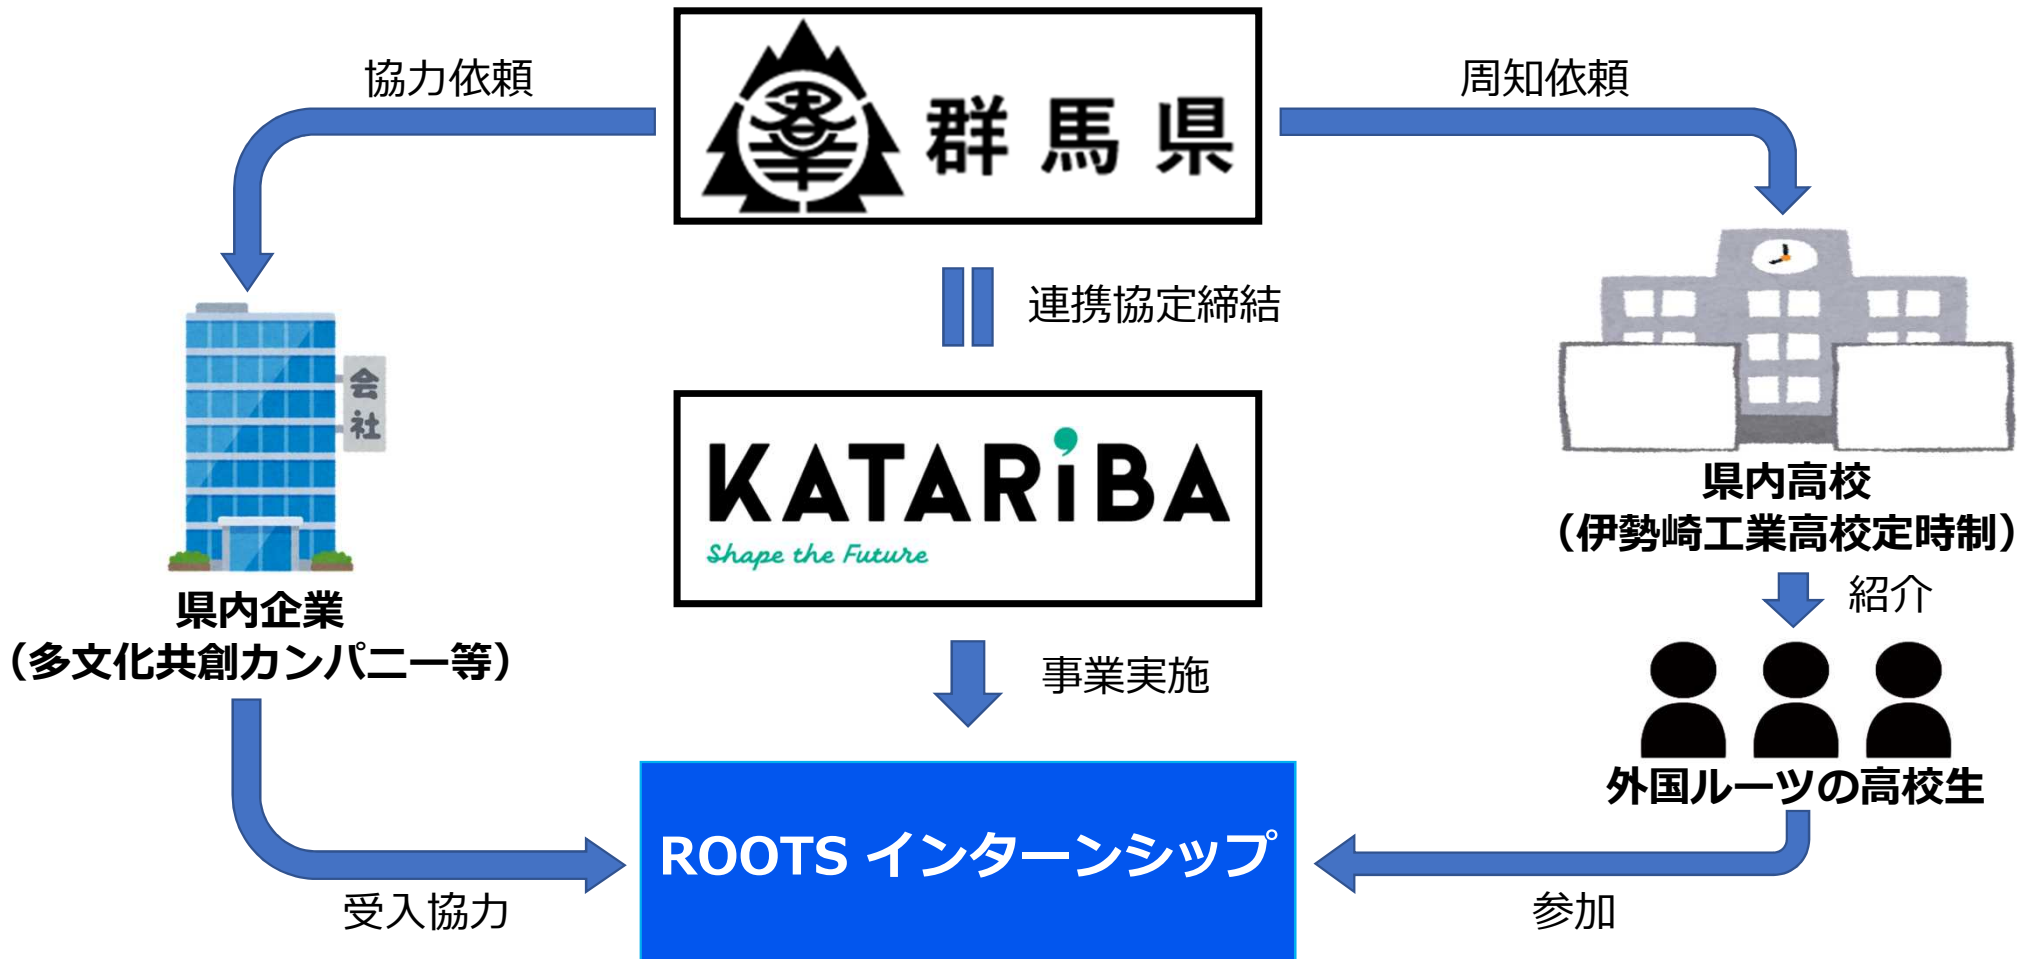 協力依頼
群馬県
周知依頼
連携協定締結
会社
KATARiBA
Shape the Future
県内企業
（多文化共創カンパニー等）
県内高校
（伊勢崎工業高校定時制）
紹介
事業実施
外国ルーツの高校生
ROOTS インターンシップ
受入協力
参加